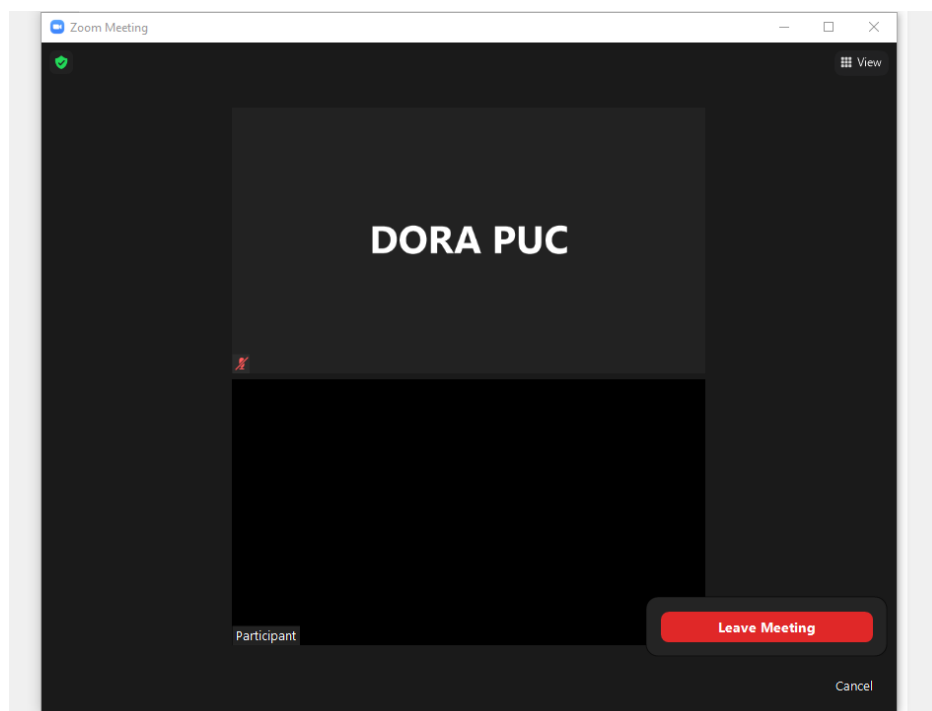 Zoom Meeting
View
DORA PUC
Participant
Leave Meeting
Cancel